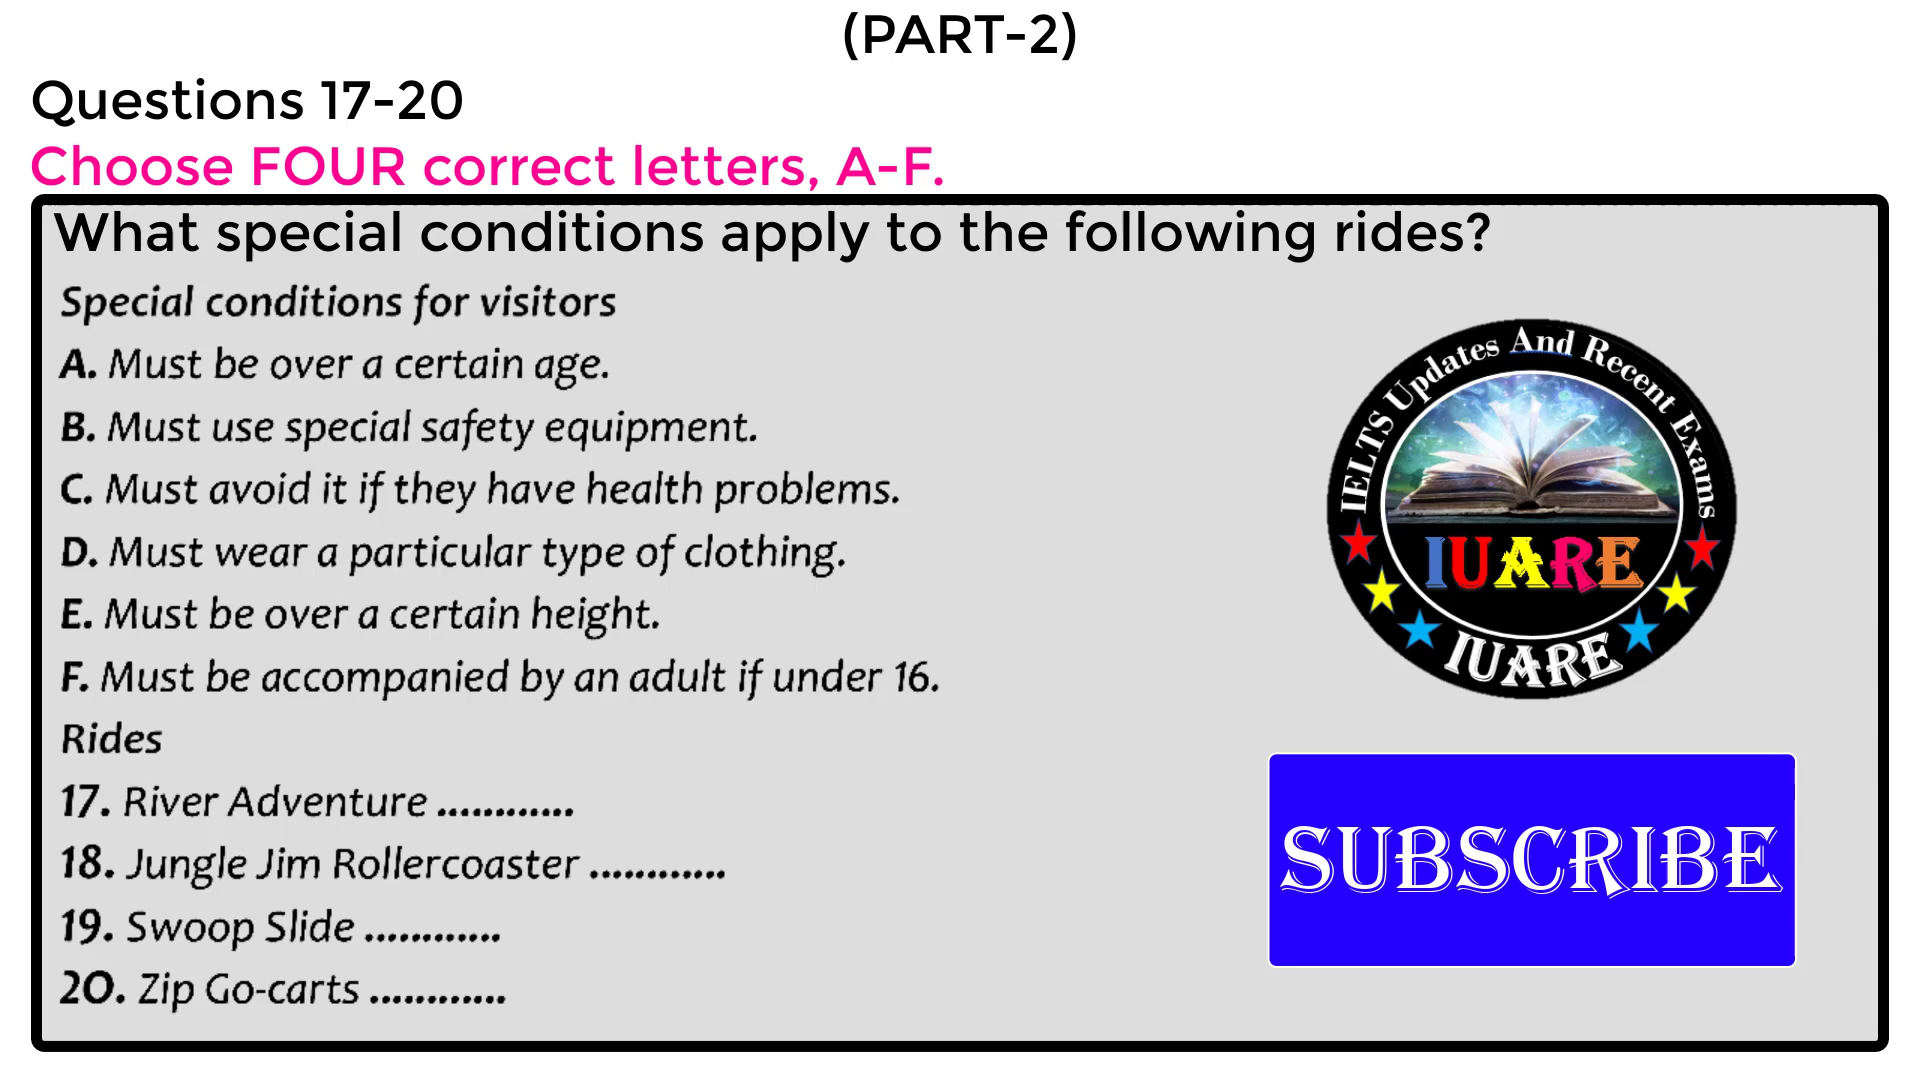 (PART-2)
Questions 17-20
Choose FOUR correct letters, A-F.
What special conditions apply to the following rides?
Special conditions for visitors
A. Must be over a certain age.
B. Must use special safety equipment.
C. Must avoid it if they have health problems.
D. Must wear a particular type of clothing.
E. Must be over a certain height.
F. Must be accompanied by an adult if under 16.
Rides
17. River Adventure ............
18. Jungle Jim Rollercoaster ............
19. Swoop Slide ............
20. Zip Go-carts ............
IELTS Updates And Recent Exams
IUARE
IUARE
SUBSCRIBE